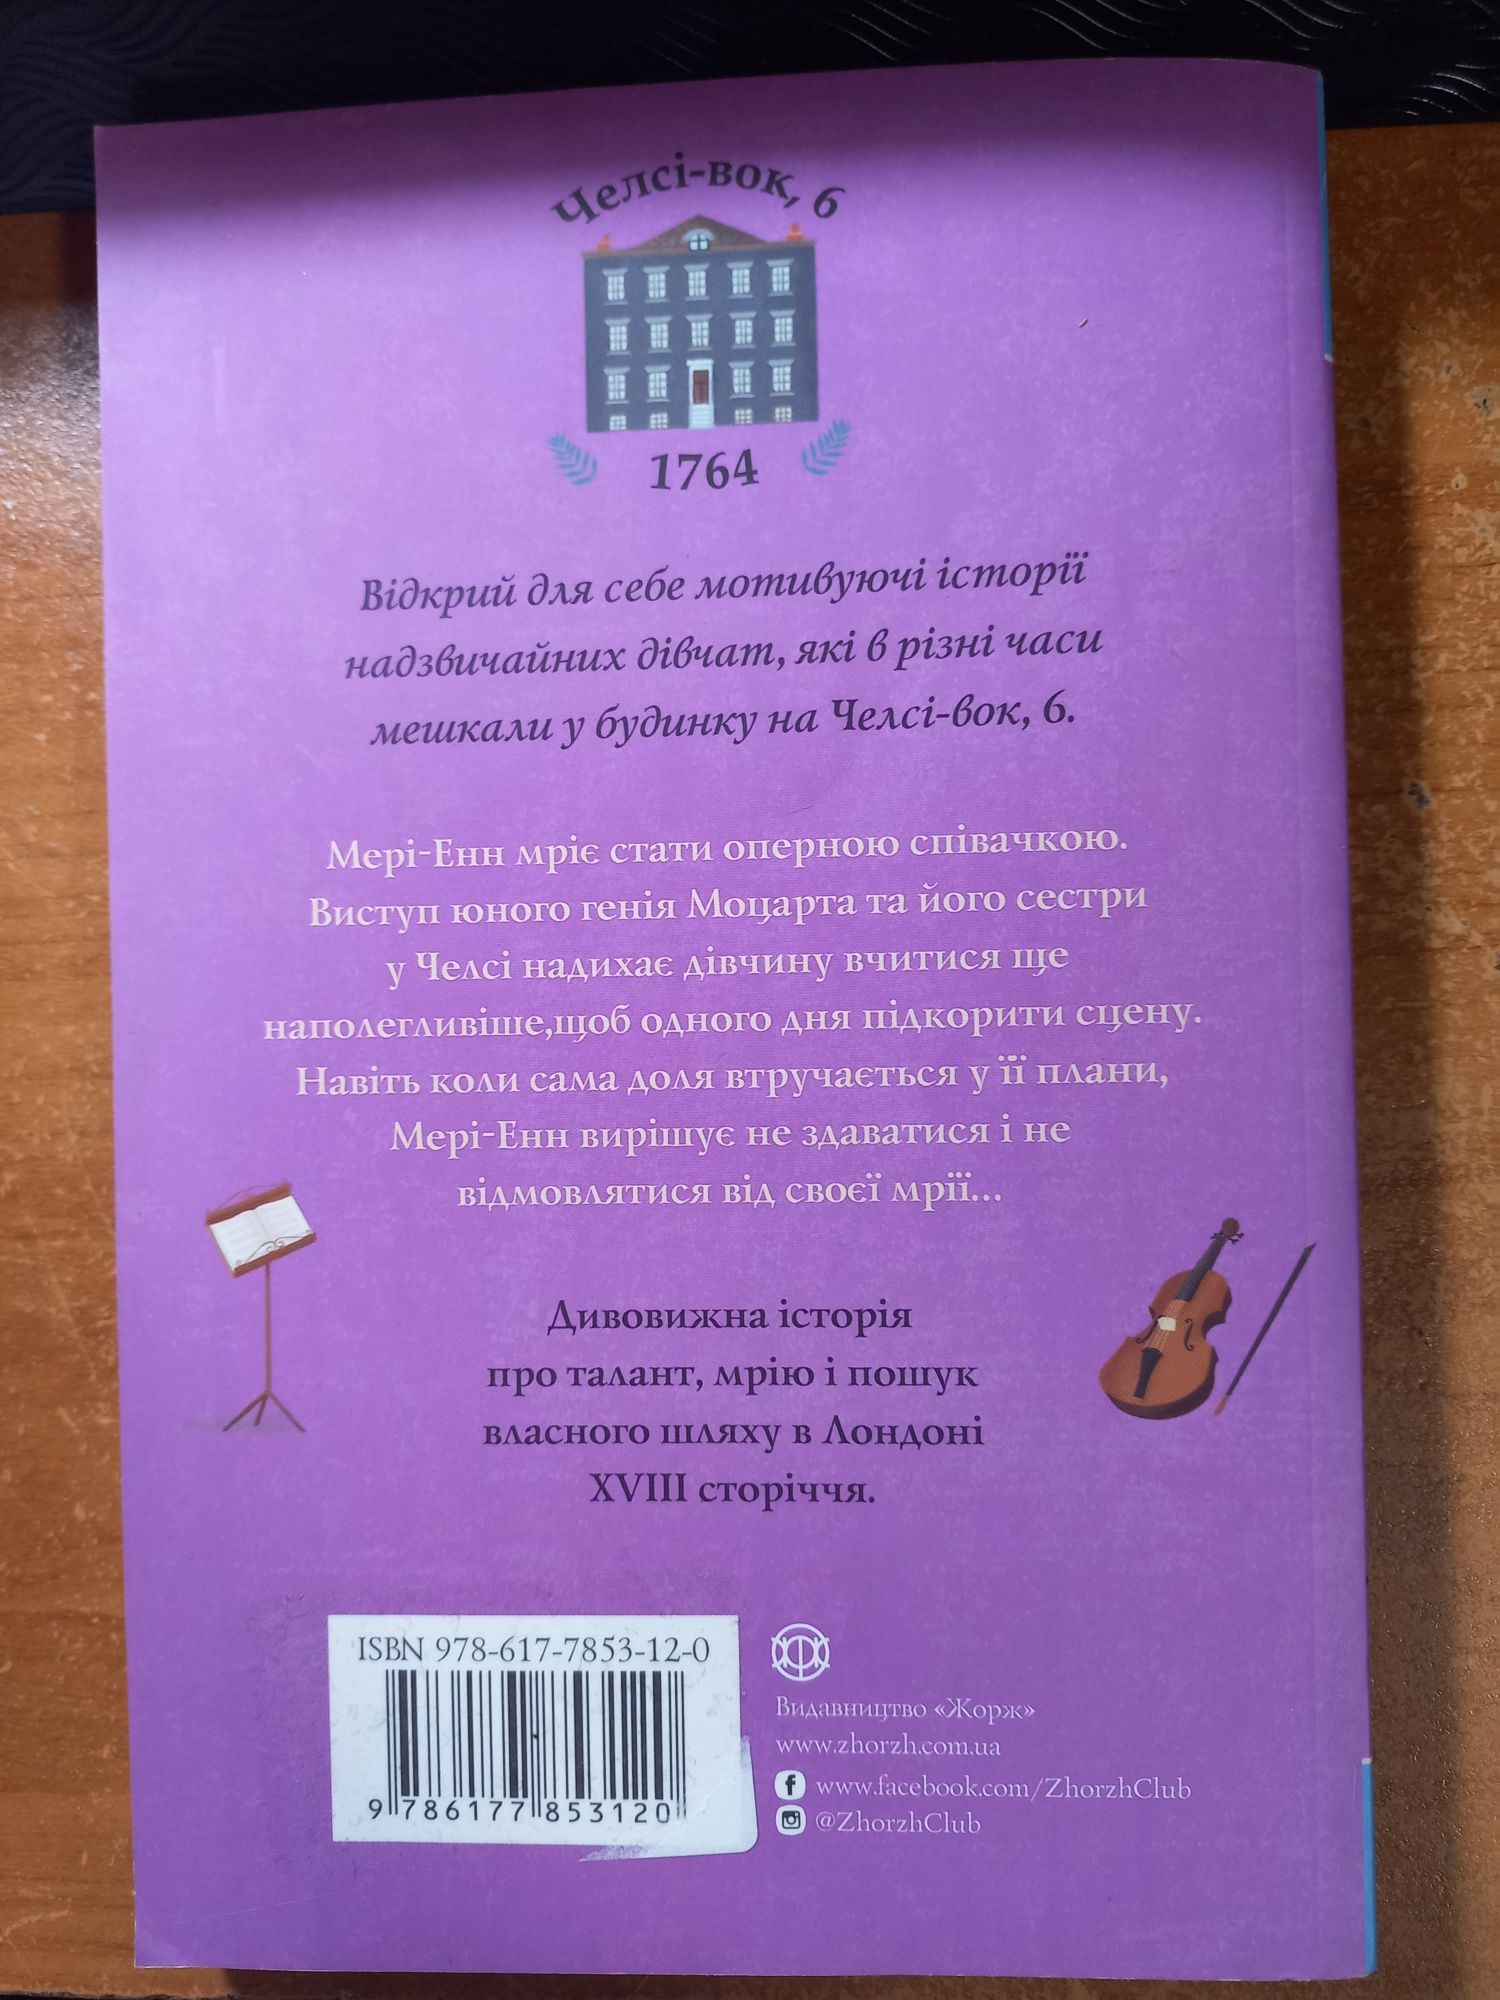 Челсі-вок, 6
1764
Відкрий для себе мотивуючі історії
надзвичайних дівчат, які в різні часи
мешкали у будинку на Челсі-вок, 6.
Мері-Енн мріє стати оперною співачкою.
Виступ юного генія Моцарта та його сестри
у Челсі надихає дівчину вчитися ще
наполегливіше,щоб одного дня підкорити сцену.
Навіть коли сама доля втручається у її плани,
Мері-Енн вирішує не здаватися і не
відмовлятися від своєї мрії...
Дивовижна історія
про талант, мрію і пошук
власного шляху в Лондоні
XVIII сторіччя.
ISBN 978-617-7853-12-0
9 786177 853120
Видавництво «Жорж»
www.zhorzh.com.ua
www.facebook.com/ZhorzhClub
@ZhorzhClub